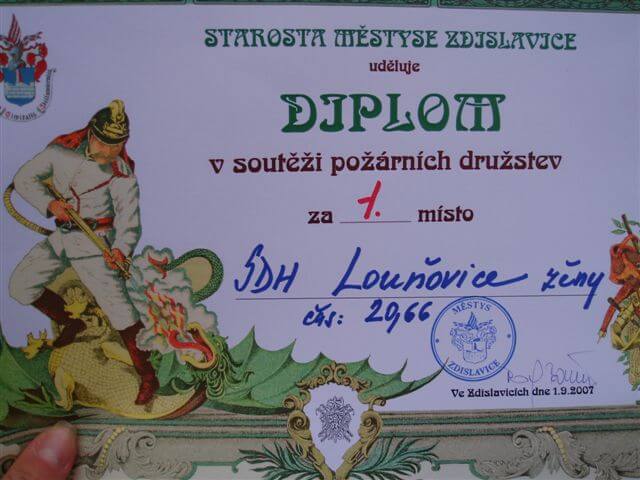 STAROSTA MĚSTYSE ZDISLAVICE
uděluje
DIPLOM
v soutěži požárních družstev
za 1. místo
SDH Louňovice ženy
čas: 20,66
MĚSTYS
ZDISLAVICE
Ve Zdislavicích dne 1.9.2007